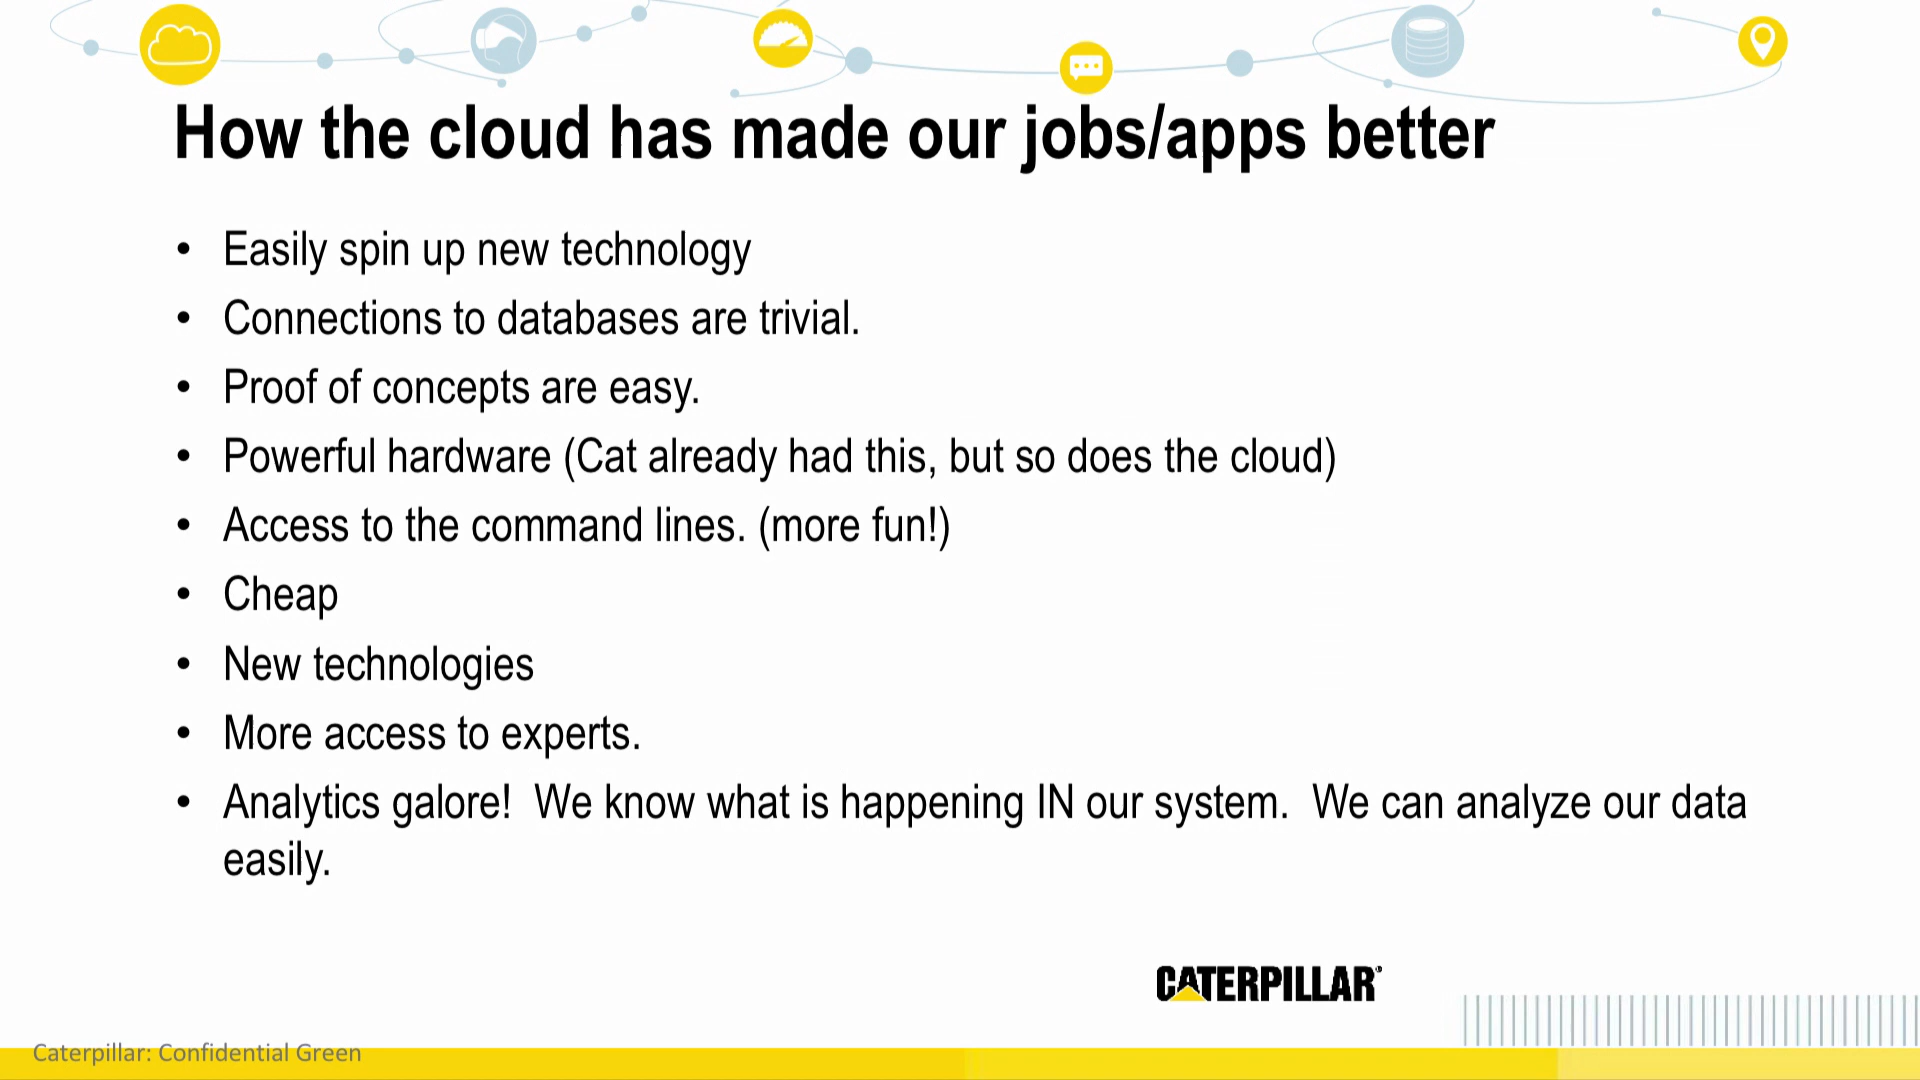 How the cloud has made our jobs/apps better
• Easily spin up new technology
• Connections to databases are trivial.
• Proof of concepts are easy.
• Powerful hardware (Cat already had this, but so does the cloud)
• Access to the command lines. (more fun!)
• Cheap
• New technologies
• More access to experts.
• Analytics galore!  We know what is happening IN our system.  We can analyze our data
easily.
CATERPILLAR®
Caterpillar: Confidential Green